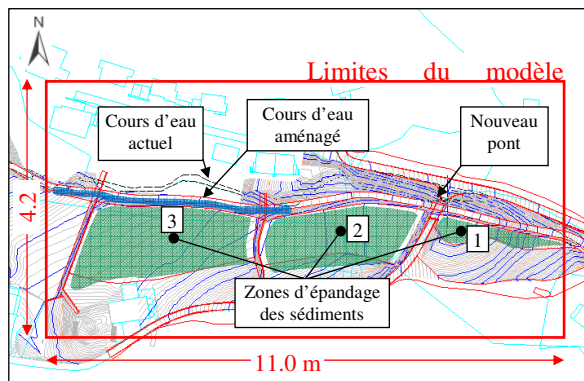 N
Limites du modèle
Cours d'eau
actuel
Cours d'eau
aménagé
Nouveau
pont
4.2
3
2
1
Zones d'épandage
des sédiments
11.0 m